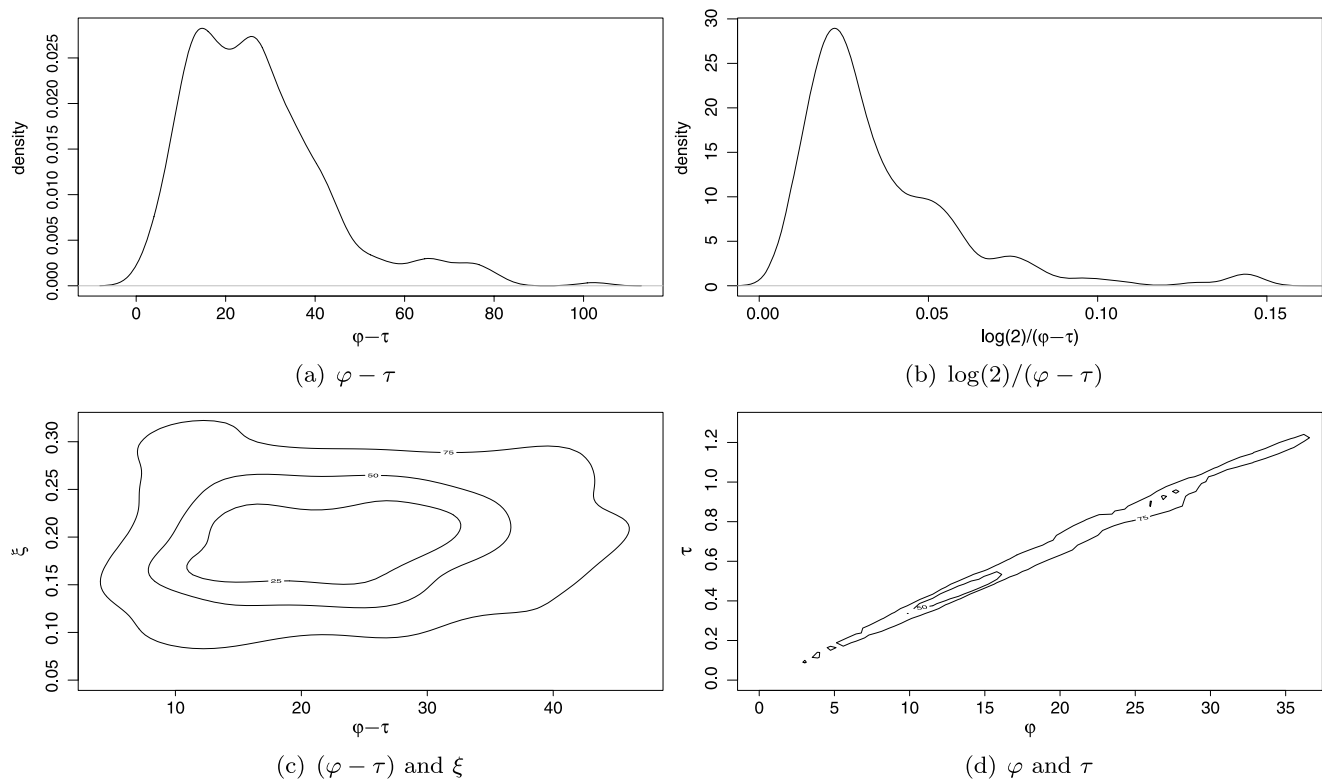 density
0.000 0.005 0.010 0.015 0.020 0.025
0 20 40 60 80 100
φ−τ
(a) φ − τ
density
0 5 10 15 20 25 30
0.00 0.05 0.10 0.15
log(2)/(φ−τ)
(b) log(2)/(φ − τ)
ξ
0.05 0.10 0.15 0.20 0.25 0.30
75
50
25
10 20 30 40
φ−τ
(c) (φ − τ) and ξ
τ
0.0 0.2 0.4 0.6 0.8 1.0 1.2
75
50
0 5 10 15 20 25 30 35
φ
(d) φ and τ